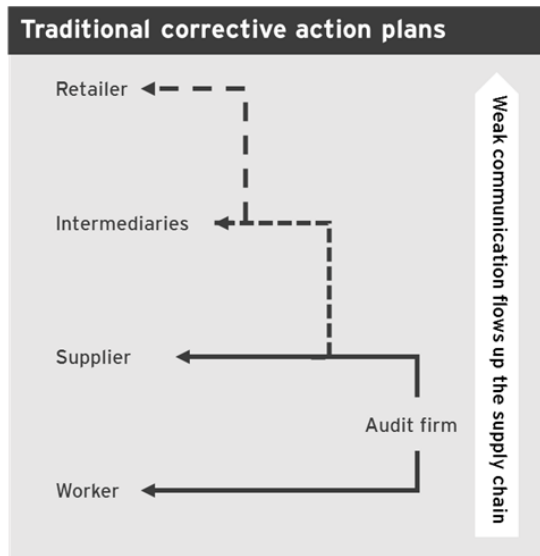 Traditional corrective action plans
Retailer
Intermediaries
Supplier
Audit firm
Worker
Weak communication flows up the supply chain